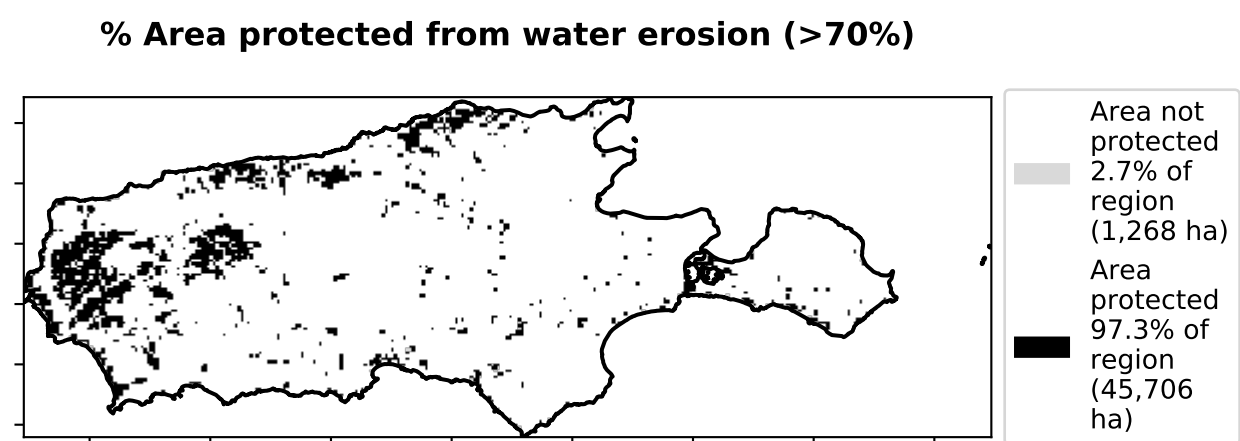 % Area protected from water erosion (>70%)
Area not
protected
2.7% of
region
(1,268 ha)
Area
protected
97.3% of
region
(45,706
ha)